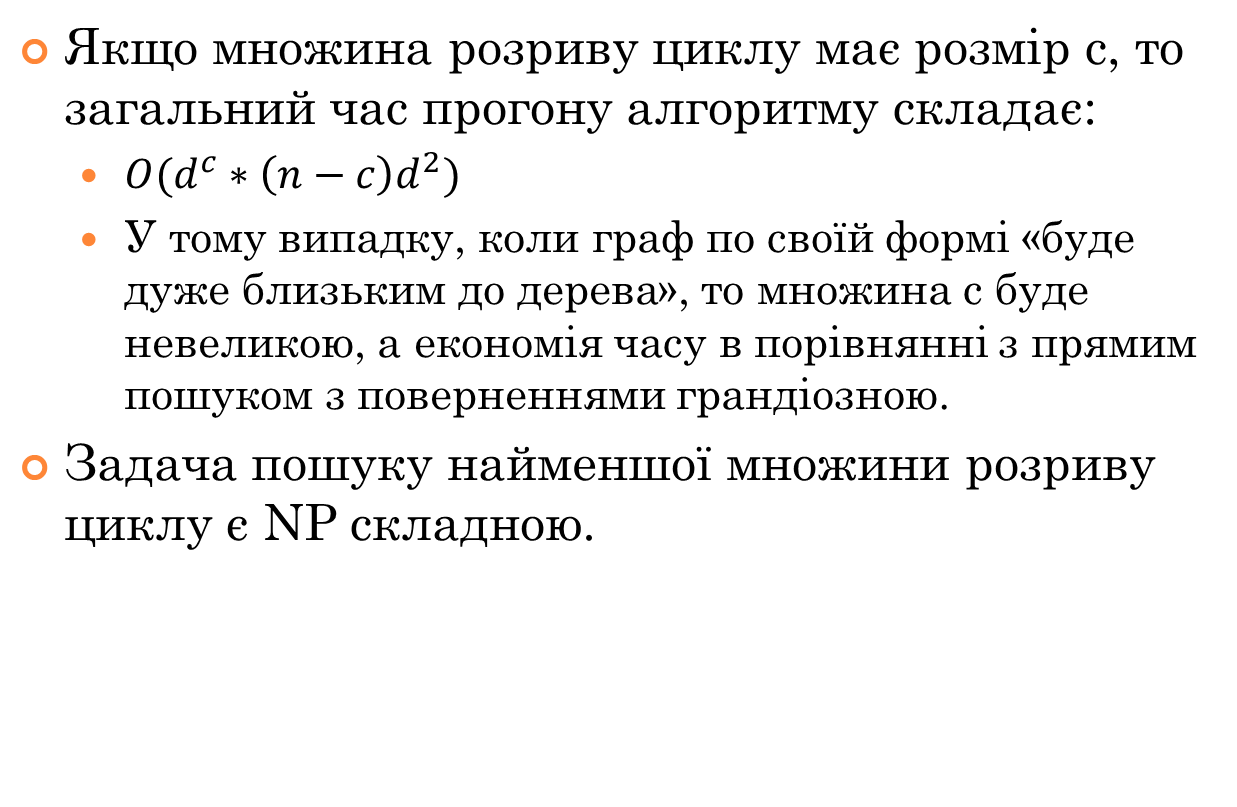 Якщо множина розриву циклу має розмір с, то
загальний час прогону алгоритму складає:
O(d^c * (n − c)d^2)
У тому випадку, коли граф по своїй формі «буде
дуже близьким до дерева», то множина с буде
невеликою, а економія часу в порівнянні з прямим
пошуком з поверненнями грандіозною.
Задача пошуку найменшої множини розриву
циклу є NP складною.